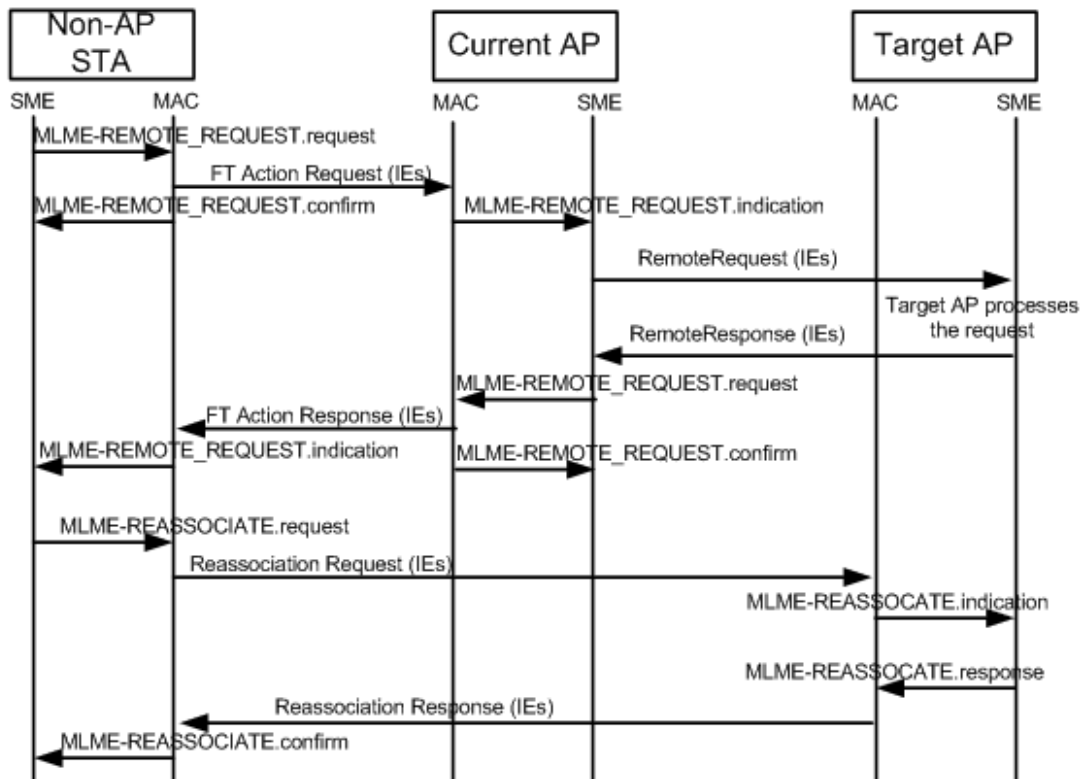 Non-AP
STA
Current AP
Target AP
SME
MAC
MAC
SME
MAC
SME
MLME-REMOTE_REQUEST.request
FT Action Request (IEs)
MLME-REMOTE_REQUEST.confirm
MLME-REMOTE_REQUEST.indication
RemoteRequest (IEs)
Target AP processes
the request
RemoteResponse (IEs)
MLME-REMOTE_REQUEST.request
FT Action Response (IEs)
MLME-REMOTE_REQUEST.indication
MLME-REMOTE_REQUEST.confirm
MLME-REASSOCIATE.request
Reassociation Request (IEs)
MLME-REASSOCATE.indication
MLME-REASSOCATE.response
Reassociation Response (IEs)
MLME-REASSOCIATE.confirm